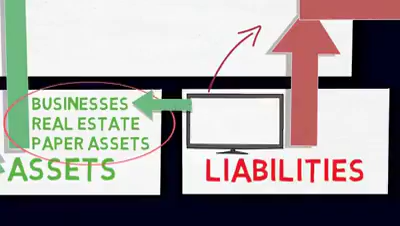 BUSINESSES
REAL ESTATE
PAPER ASSETS
ASSETS
LIABILITIES